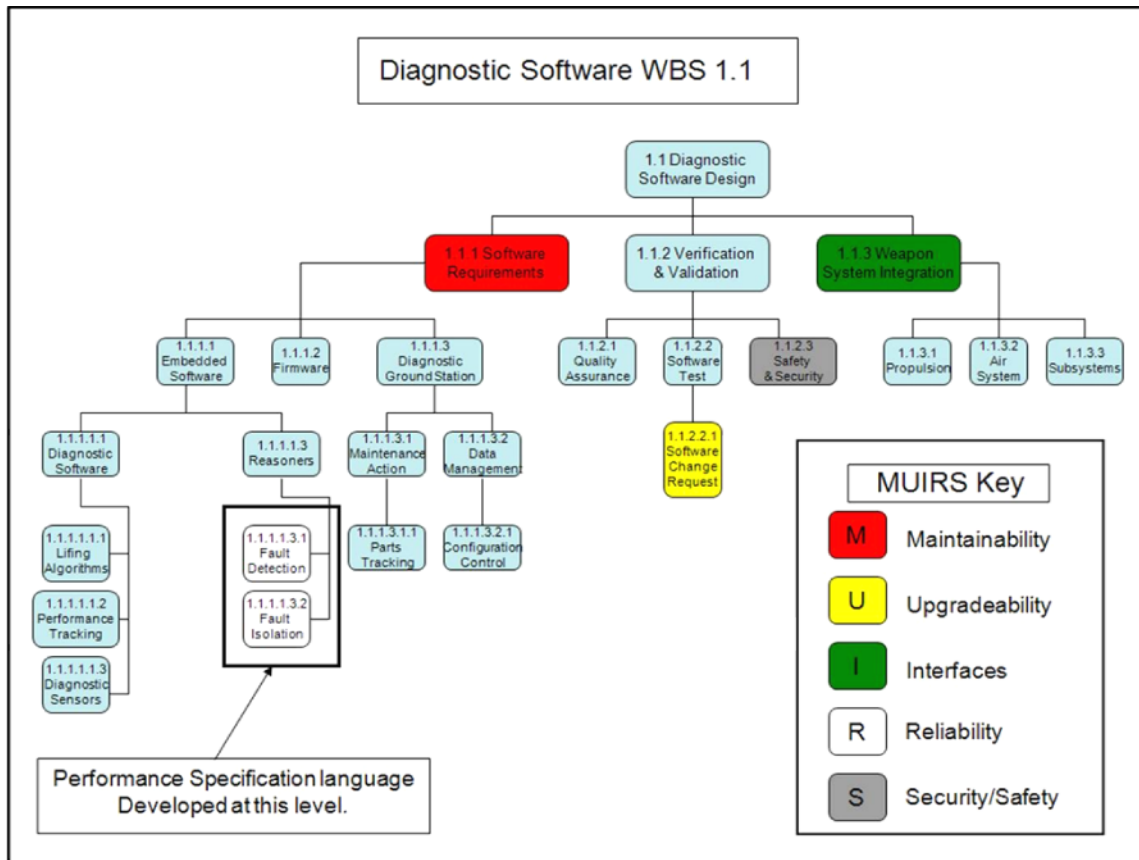 Diagnostic Software WBS 1.1
1.1 Diagnostic
Software Design
1.1.1 Software
Requirements
1.1.2 Verification
& Validation
1.1.3 Weapon
System Integration
1.1.1.1
Embedded
Software
1.1.1.2
Firmware
1.1.1.3
Diagnostic
Ground Station
1.1.2.1
Quality
Assurance
1.1.2.2
Software
Test
1.1.2.3
Safety
& Security
1.1.3.1
Propulsion
1.1.3.2
Air
System
1.1.3.3
Subsystems
1.1.1.1.1
Diagnostic
Software
1.1.1.1.3
Reasoners
1.1.1.3.1
Maintenance
Action
1.1.1.3.2
Data
Management
1.1.2.2.1
Software
Change
Request
1.1.1.1.1.1
Lifing
Algorithms
1.1.1.1.3.1
Fault
Detection
1.1.1.3.1.1
Parts
Tracking
1.1.1.3.2.1
Configuration
Control
1.1.1.1.1.2
Performance
Tracking
1.1.1.1.3.2
Fault
Isolation
1.1.1.1.1.3
Diagnostic
Sensors
Performance Specification language
Developed at this level.
MUIRS Key
M Maintainability
U Upgradeability
I Interfaces
R Reliability
S Security/Safety